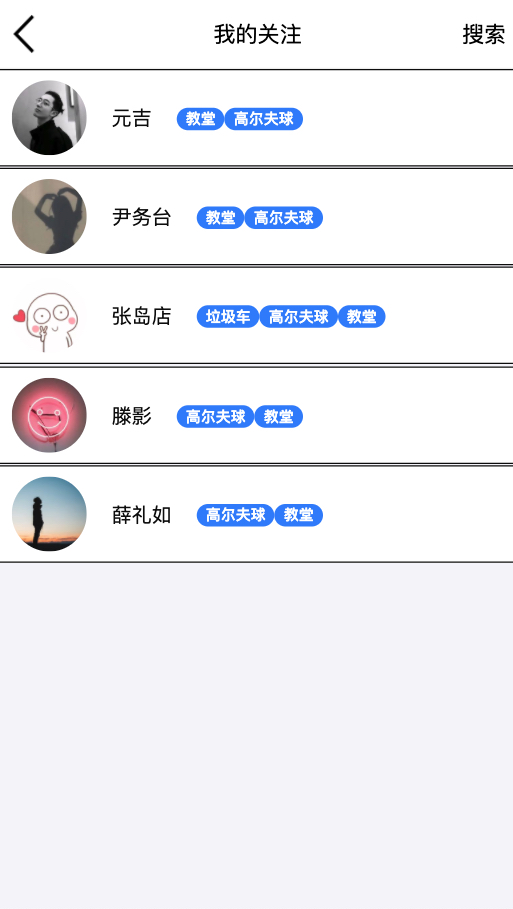 我的关注 搜索
元吉 教堂 高尔夫球
尹务台 教堂 高尔夫球
张岛店 垃圾车 高尔夫球 教堂
滕影 高尔夫球 教堂
薛礼如 高尔夫球 教堂